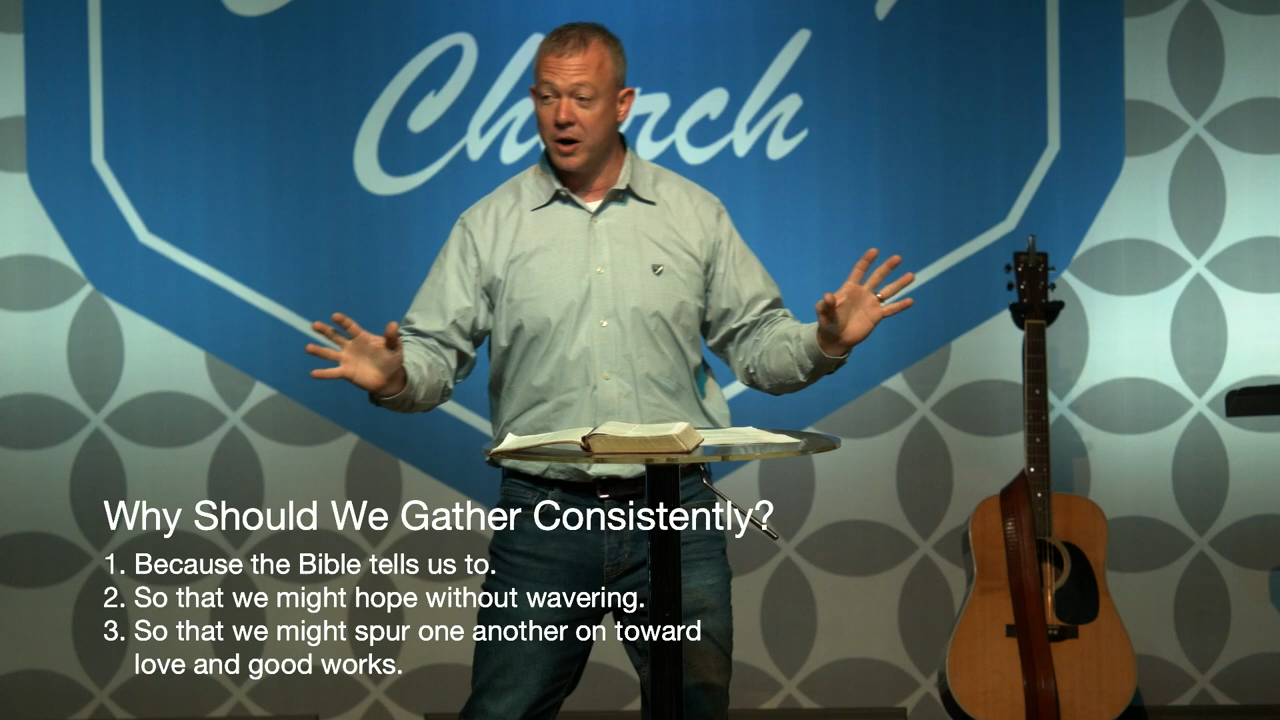 Church
Why Should We Gather Consistently?
1. Because the Bible tells us to.
2. So that we might hope without wavering.
3. So that we might spur one another on toward
love and good works.